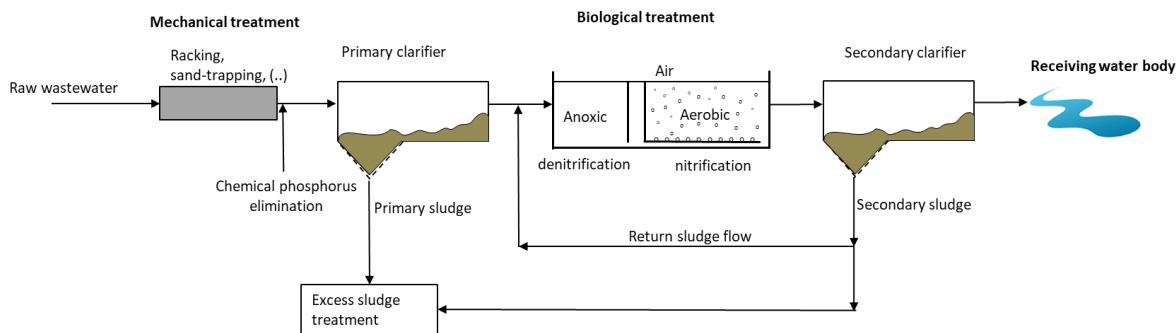 Mechanical treatment
Biological treatment
Racking,
sand-trapping, (..)
Primary clarifier
Air
Secondary clarifier
Receiving water body
Raw wastewater
Anoxic
Aerobic
denitrification
nitrification
Chemical phosphorus
elimination
Primary sludge
Secondary sludge
Return sludge flow
Excess sludge
treatment